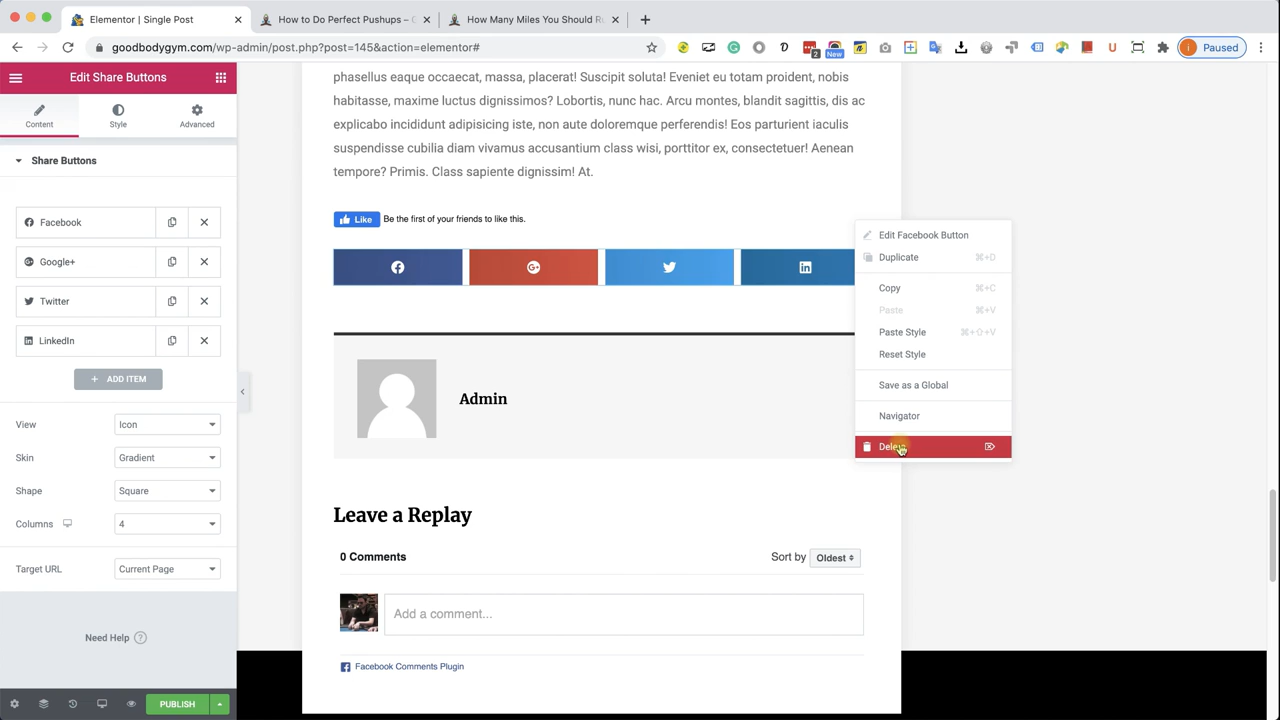 Elementor | Single Post
How to Do Perfect Pushups – G
How Many Miles You Should R
goodbodygym.com/wp-admin/post.php?post=145&action=elementor#
2
New
Paused
Edit Share Buttons
Content
Style
Advanced
Share Buttons
Facebook
Google+
Twitter
LinkedIn
+ ADD ITEM
View
Icon
Skin
Gradient
Shape
Square
Columns
4
Target URL
Current Page
Need Help ?
PUBLISH
phasellus eaque occaecat, massa, placerat! Suscipit soluta! Eveniet eu totam proident, nobis
habitasse, maxime luctus dignissimos? Lobortis, nunc hac. Arcu montes, blandit sagittis, dis ac
explicabo incididunt adipisicing iste, non aute doloremque perferendis! Eos parturient iaculis
suspendisse cubilia diam vivamus accusantium class wisi, porttitor ex, consectetuer! Aenean
tempore? Primis. Class sapiente dignissim! At.
Like Be the first of your friends to like this.
Edit Facebook Button
Duplicate ⌘+D
Copy ⌘+C
Paste ⌘+V
Paste Style ⌘+⇧+V
Reset Style
Save as a Global
Navigator
Delete
Admin
Leave a Replay
0 Comments
Sort by Oldest
Add a comment...
Facebook Comments Plugin